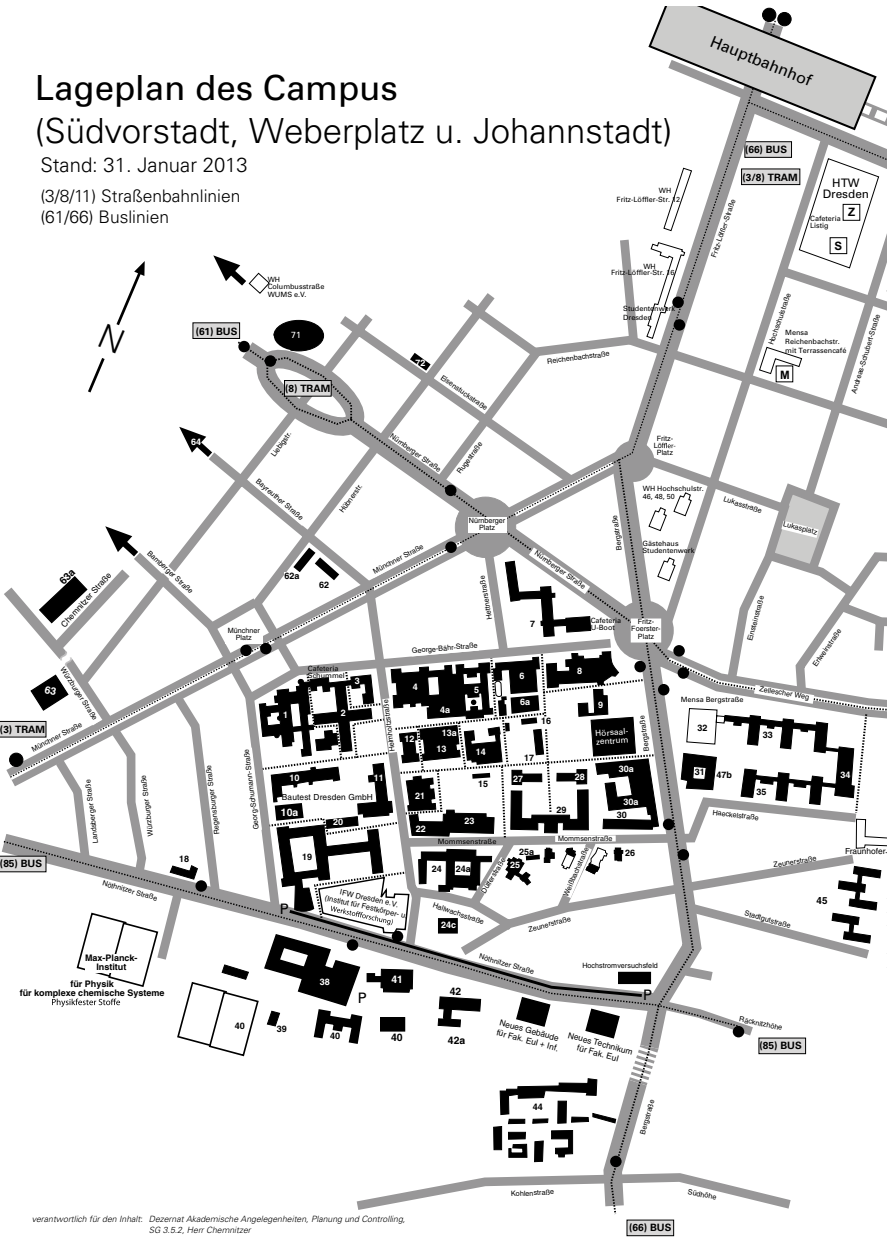 Hauptbahnhof
Lageplan des Campus
(Südvorstadt, Weberplatz u. Johannstadt)
Stand: 31. Januar 2013
(3/8/11) Straßenbahnlinien
(61/66) Buslinien
(66) BUS
(3/8) TRAM
HTW
Dresden
Cafeteria
Listig
Z
S
WH
Fritz-Löffler-Str. 12
Fritz-Löffler-Straße
WH
Fritz-Löffler-Str. 16
Studentenwerk
Dresden
Hochschulstraße
Andreas-Schubert-Straße
Mensa
Reichenbachstr.
mit Terrassencafé
M
N
WH
Columbusstraße
WUMS e.V.
(61) BUS
71
72
(8) TRAM
Reichenbachstraße
Eisenstuckstraße
Liebigstr.
Nürnberger Straße
Rugestraße
64
Bayreuther Straße
Hübnerstr.
Fritz-
Löffler-
Platz
WH Hochschulstr.
46, 48, 50
Lukasstraße
Lukasplatz
Nürnberger
Platz
Bergstraße
Gästehaus
Studentenwerk
Nürnberger Straße
Münchner Straße
Bamberger Straße
62a
62
63a
Chemnitzer Straße
Hettnerstraße
7
Cafeteria
U-Boot
Fritz-
Foerster-
Platz
Einsteinstraße
Erlweinstraße
Münchner
Platz
George-Bähr-Straße
Cafeteria
Schummel
63
Würzburger Straße
(3) TRAM
Münchner Straße
1
2
3
4
4a
5
6
6a
8
9
Zellescher Weg
Mensa Bergstraße
32
33
34
31
47b
35
Helmholtzstraße
12
13a
13
14
16
17
15
Hörsaal-
zentrum
Bergstraße
Georg-Schumann-Straße
10
11
Bautest Dresden GmbH
10a
20
21
22
23
27
28
29
30a
30a
30
Landsberger Straße
Würzburger Straße
Regensburger Straße
Haeckelstraße
Mommsenstraße
Mommsenstraße
(85) BUS
Nöthnitzer Straße
18
19
24
24a
25a
25
26
Weißbachstraße
Zeunerstraße
Fraunhofer-
45
IFW Dresden e.V.
(Institut für Festkörper- u.
Werkstoffforschung)
P
Hallwachsstraße
24c
Zeunerstraße
Stadtgutstraße
Max-Planck-
Institut
für Physik
für komplexe chemische Systeme
Physikfester Stoffe
Nöthnitzer Straße
Hochstromversuchsfeld
P
38
P
41
42
42a
40
39
40
40
Neues Gebäude
für Fak. EuI + Inf.
Neues Technikum
für Fak. EuI
Räcknitzhöhe
(85) BUS
44
Bergstraße
Kohlenstraße
Südhöhe
(66) BUS
verantwortlich für den Inhalt: Dezernat Akademische Angelegenheiten, Planung und Controlling,
SG 3.5.2, Herr Chemnitzer